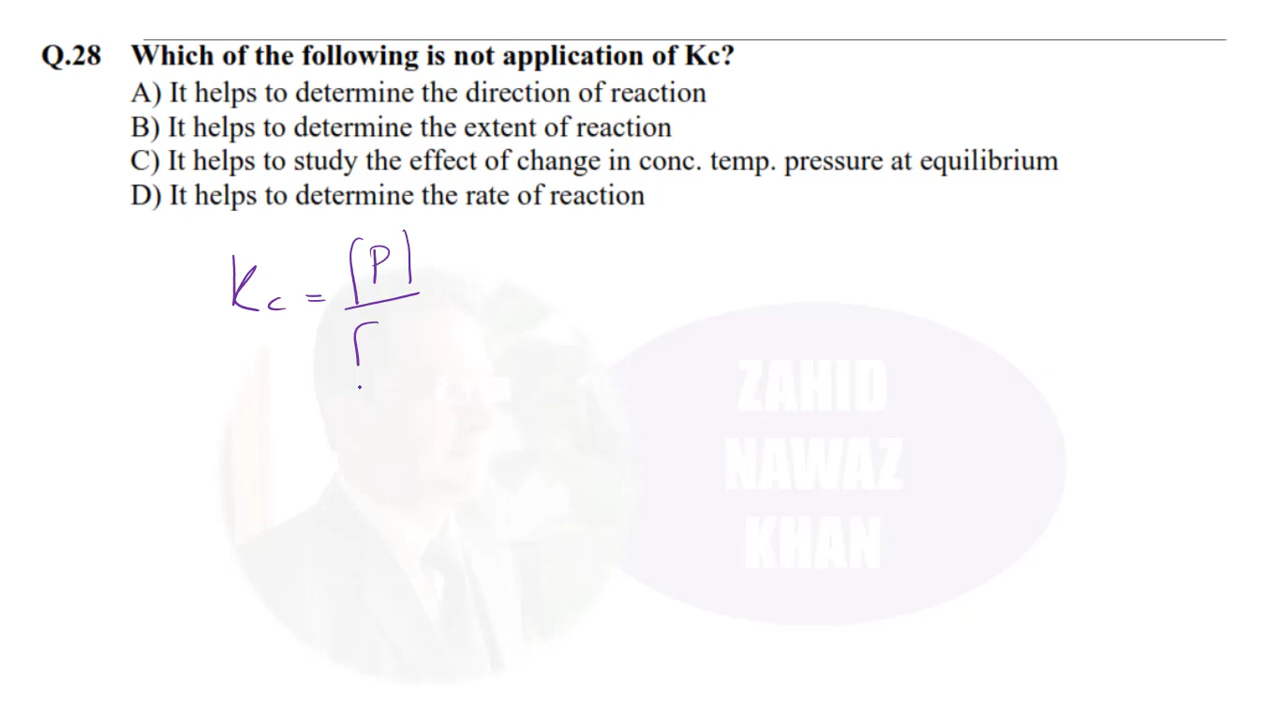 Q.28 Which of the following is not application of Kc?
A) It helps to determine the direction of reaction
B) It helps to determine the extent of reaction
C) It helps to study the effect of change in conc. temp. pressure at equilibrium
D) It helps to determine the rate of reaction
Kc = [P]
[
ZAHID
NAWAZ
KHAN